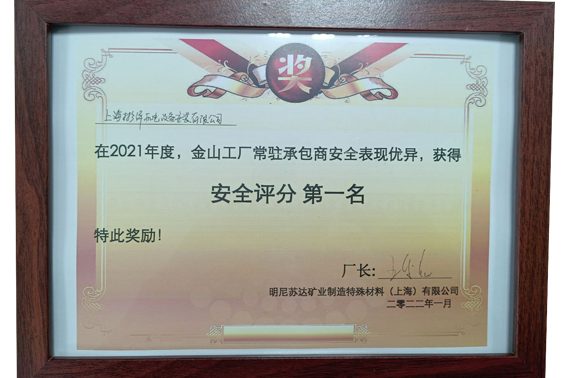 奖
上海彬泽机电设备安装有限公司
在2021年度，金山工厂常驻承包商安全表现优异，获得
安全评分 第一名
特此奖励！
厂长：
明尼苏达矿业制造特殊材料（上海）有限公司
二零二二年一月